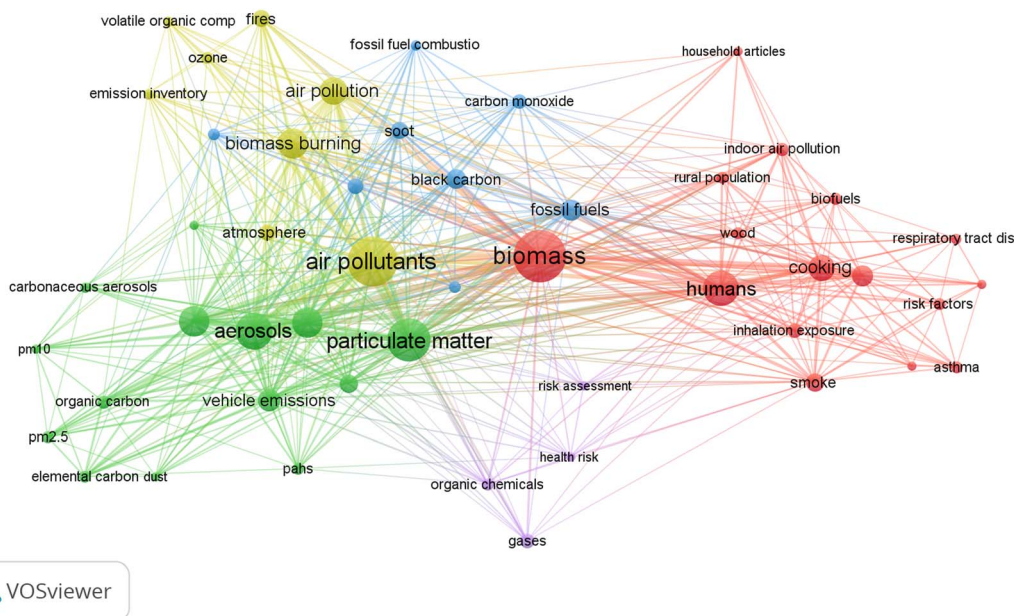 fires
volatile organic comp
fossil fuel combustio
household articles
ozone
air pollution
emission inventory
carbon monoxide
soot
biomass burning
indoor air pollution
rural population
black carbon
biofuels
fossil fuels
atmosphere
wood
respiratory tract dis
biomass
air pollutants
cooking
carbonaceous aerosols
humans
risk factors
aerosols
inhalation exposure
particulate matter
pm10
asthma
smoke
risk assessment
organic carbon
vehicle emissions
pm2.5
health risk
pahs
elemental carbon
dust
organic chemicals
gases
VOSviewer